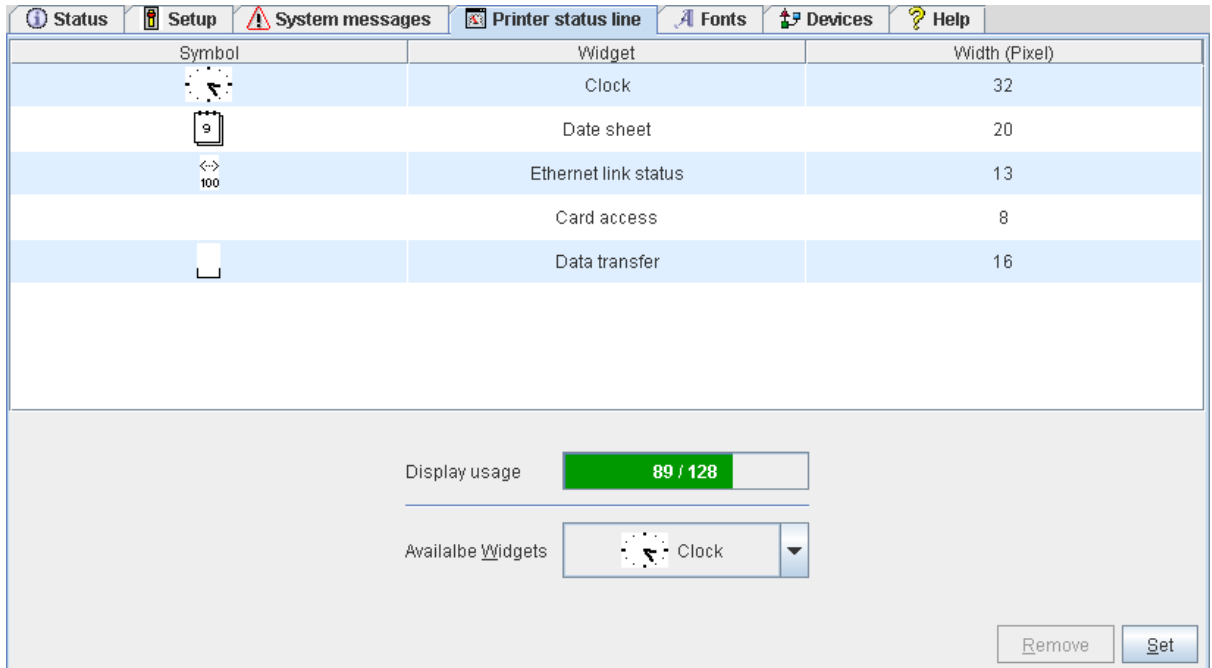 Status Setup System messages Printer status line Fonts Devices Help
Symbol Widget Width (Pixel)
Clock 32
9 Date sheet 20
<··> 100 Ethernet link status 13
Card access 8
Data transfer 16
Display usage 89 / 128
Availalbe Widgets Clock
Remove Set